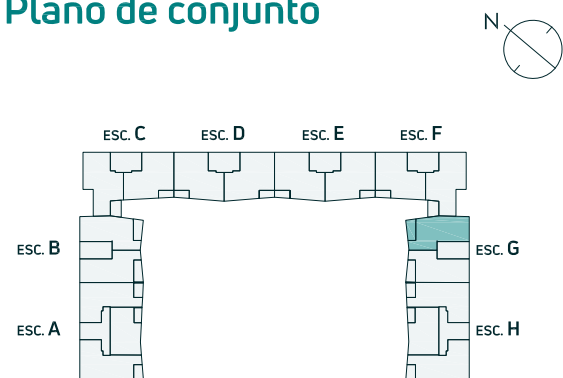 Plano de conjunto
N
ESC. C
ESC. D
ESC. E
ESC. F
ESC. B
ESC. G
ESC. A
ESC. H